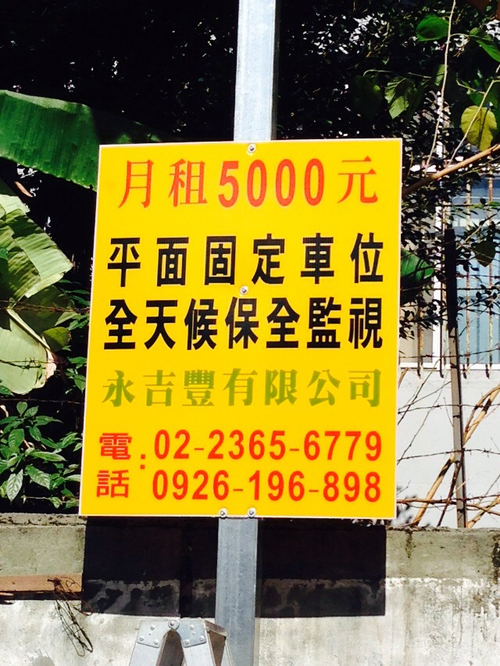 月租5000元
平面固定車位
全天候保全監視
永吉豐有限公司
電話:02-2365-6779
0926-196-898